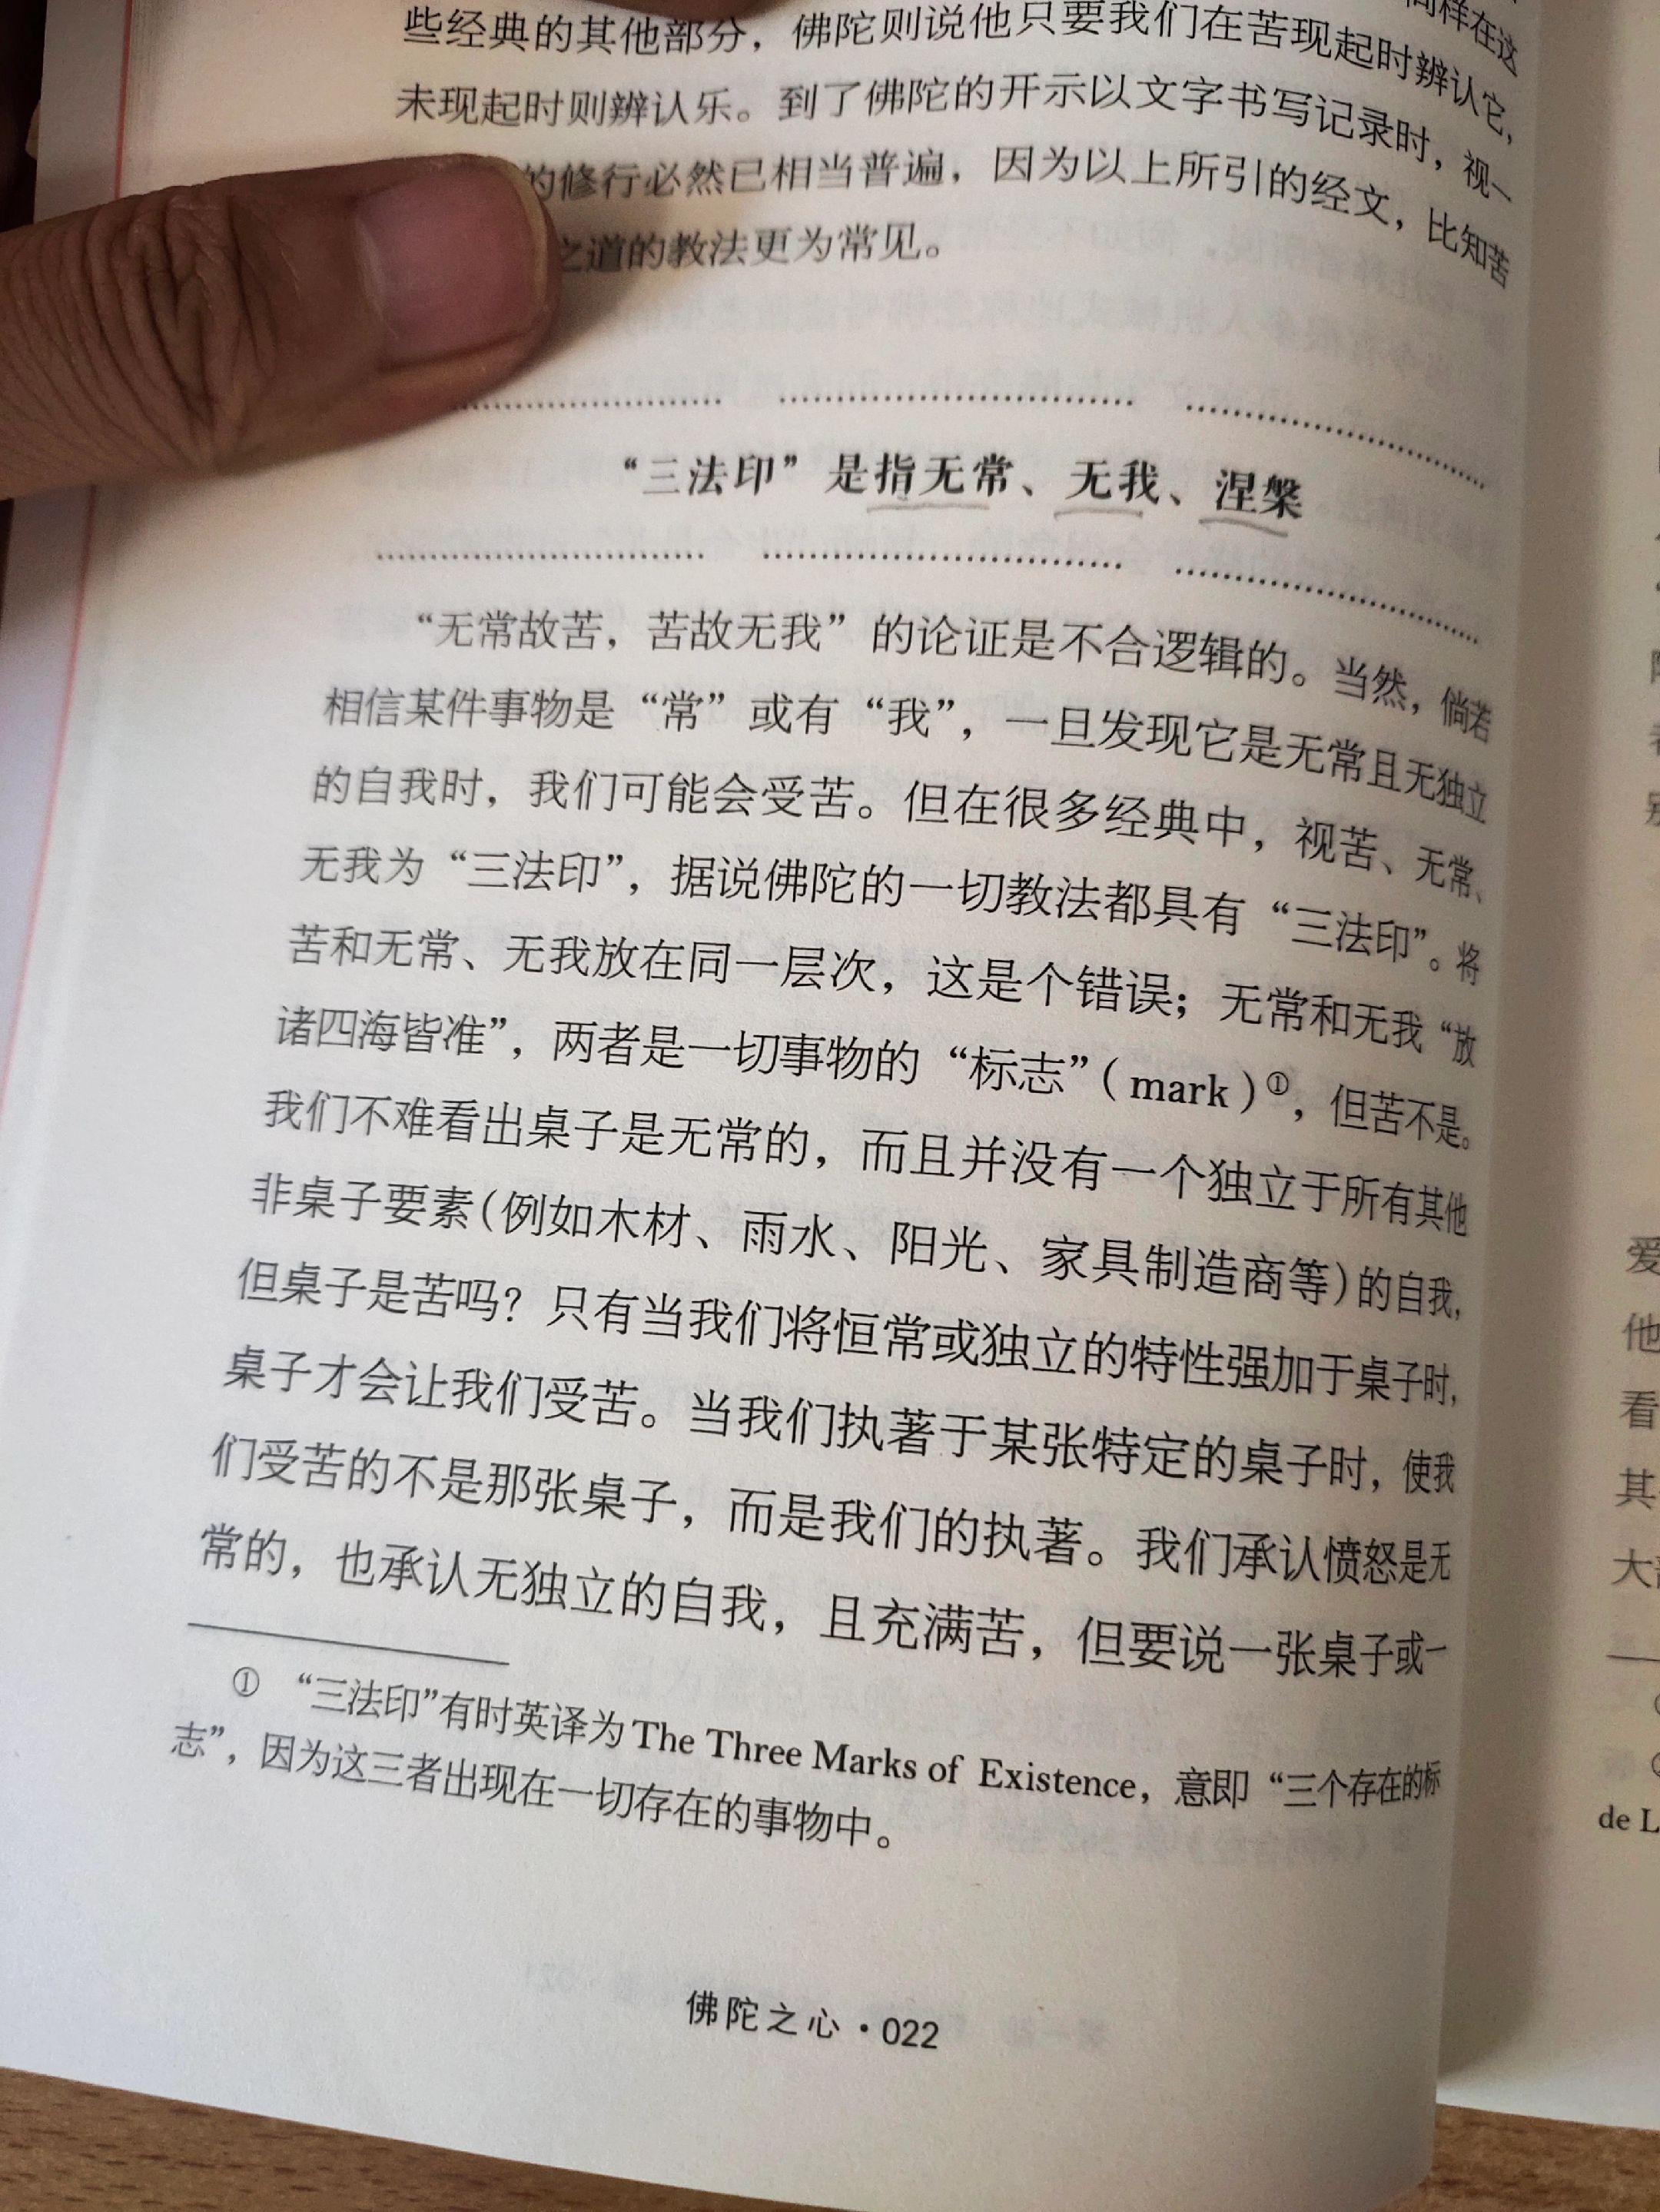 同样在这
些经典的其他部分，佛陀则说他只要我们在苦现起时辨认它，
未现起时则辨认乐。到了佛陀的开示以文字书写记录时，视一
的修行必然已相当普遍，因为以上所引的经文，比知苦
之道的教法更为常见。
“三法印”是指无常、无我、涅槃
“无常故苦，苦故无我”的论证是不合逻辑的。当然，倘若
相信某件事物是“常”或有“我”，一旦发现它是无常且无独立
的自我时，我们可能会受苦。但在很多经典中，视苦、无常、
无我为“三法印”，据说佛陀的一切教法都具有“三法印”。将
苦和无常、无我放在同一层次，这是个错误；无常和无我“放
诸四海皆准”，两者是一切事物的“标志”（mark）①，但苦不是。
我们不难看出桌子是无常的，而且并没有一个独立于所有其他
非桌子要素（例如木材、雨水、阳光、家具制造商等）的自我，
但桌子是苦吗？只有当我们将恒常或独立的特性强加于桌子时，
桌子才会让我们受苦。当我们执著于某张特定的桌子时，使我
们受苦的不是那张桌子，而是我们的执著。我们承认愤怒是无
常的，也承认无独立的自我，且充满苦，但要说一张桌子或一
① “三法印”有时英译为The Three Marks of Existence，意即“三个存在的标
志”，因为这三者出现在一切存在的事物中。
佛陀之心·022
爱
他
看
其
大
de L